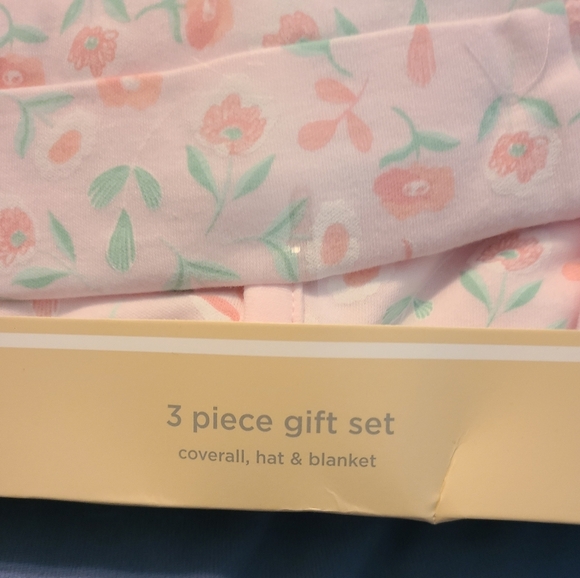 3 piece gift set
coverall, hat & blanket